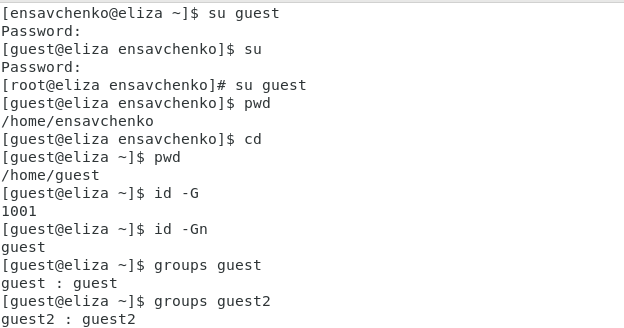 [ensavchenko@eliza ~]$ su guest
Password:
[guest@eliza ensavchenko]$ su
Password:
[root@eliza ensavchenko]# su guest
[guest@eliza ensavchenko]$ pwd
/home/ensavchenko
[guest@eliza ensavchenko]$ cd
[guest@eliza ~]$ pwd
/home/guest
[guest@eliza ~]$ id -G
1001
[guest@eliza ~]$ id -Gn
guest
[guest@eliza ~]$ groups guest
guest : guest
[guest@eliza ~]$ groups guest2
guest2 : guest2